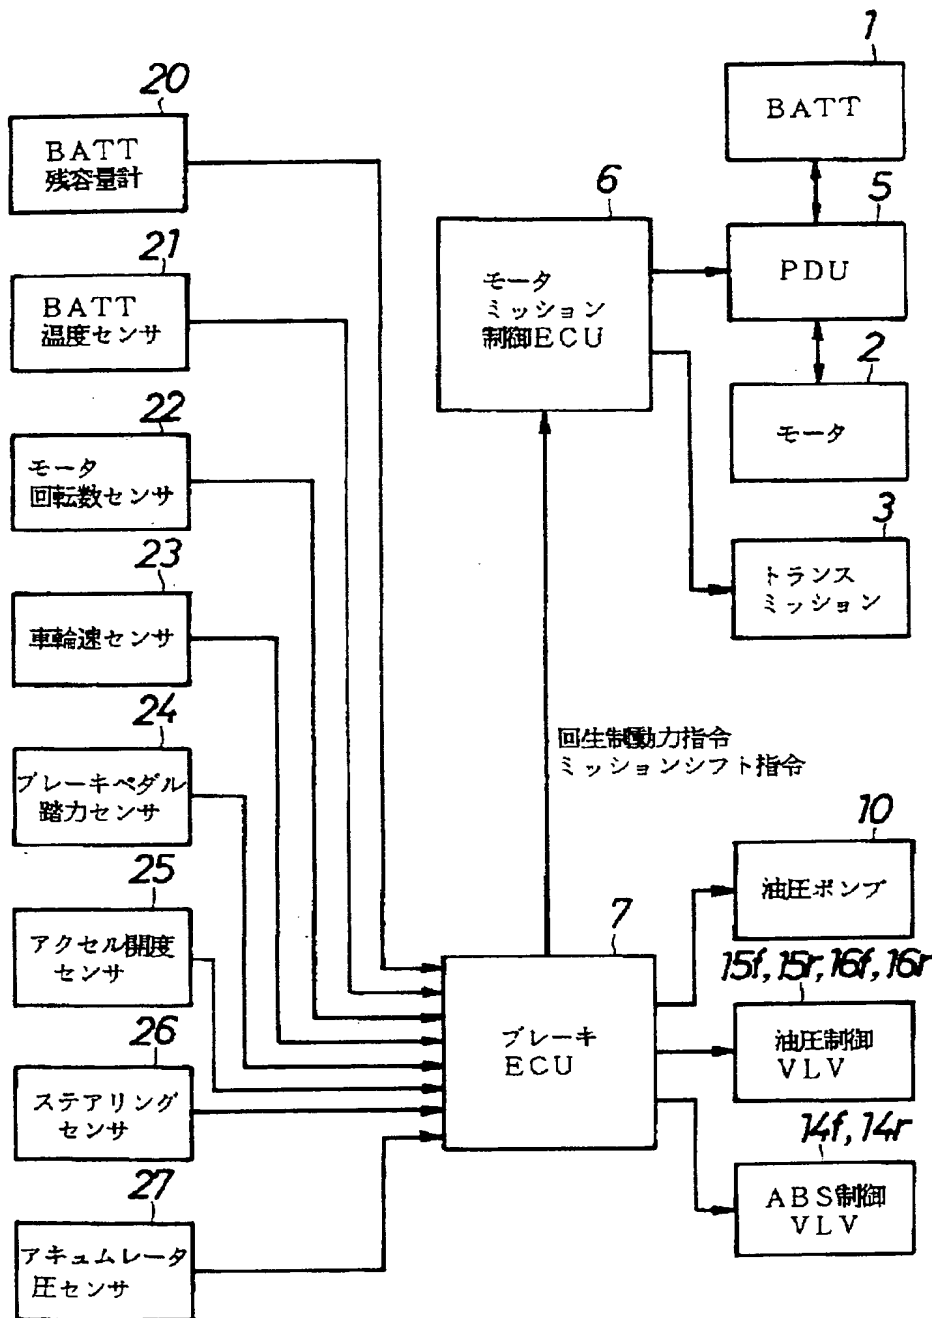 1
BATT
20
BATT
残容量計
6
モータ
ミッション
制御ECU
5
PDU
21
BATT
温度センサ
2
モータ
22
モータ
回転数センサ
3
トランス
ミッション
23
車輪速センサ
回生制動力指令
ミッションシフト指令
24
ブレーキペダル
踏力センサ
10
油圧ポンプ
25
アクセル開度
センサ
7
ブレーキ
ECU
15f, 15r, 16f, 16r
油圧制御
VLV
26
ステアリング
センサ
14f, 14r
ABS制御
VLV
27
アキュムレータ
圧センサ